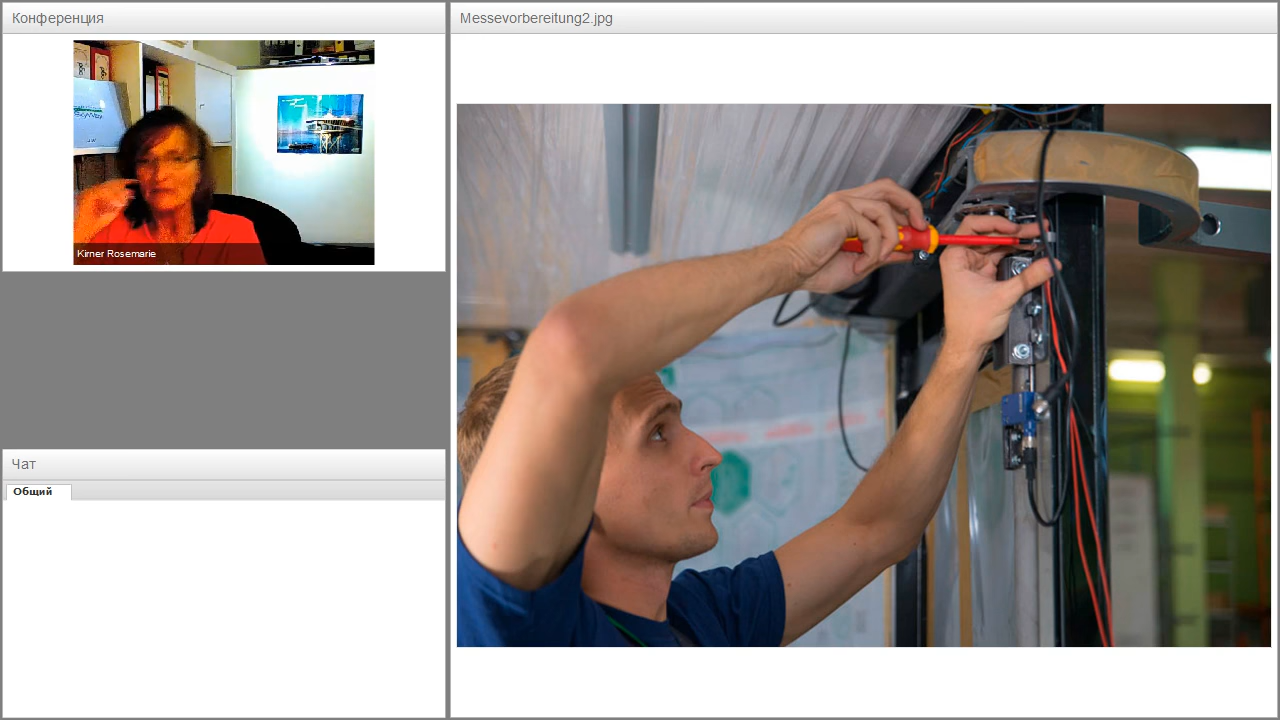 Конференция
Kirner Rosemarie
Чат
Общий
Messevorbereitung2.jpg